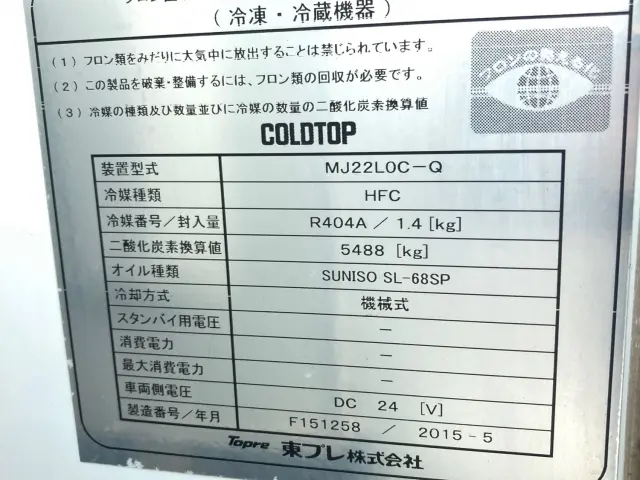 （冷凍・冷蔵機器）
（1）フロン類をみだりに大気中に放出することは禁じられています。
（2）この製品を破棄・整備するには、フロン類の回収が必要です。
（3）冷媒の種類及び数量並びに冷媒の数量の二酸化炭素換算値
フロンの見える化
COLDTOP
装置型式 MJ22L0C-Q
冷媒種類 HFC
冷媒番号／封入量 R404A ／ 1.4 [kg]
二酸化炭素換算値 5488 [kg]
オイル種類 SUNISO SL-68SP
冷却方式 機械式
スタンバイ用電圧 －
消費電力 －
最大消費電力 －
車両側電圧 DC 24 [V]
製造番号／年月 F151258 ／ 2015-5
Topre 東プレ株式会社